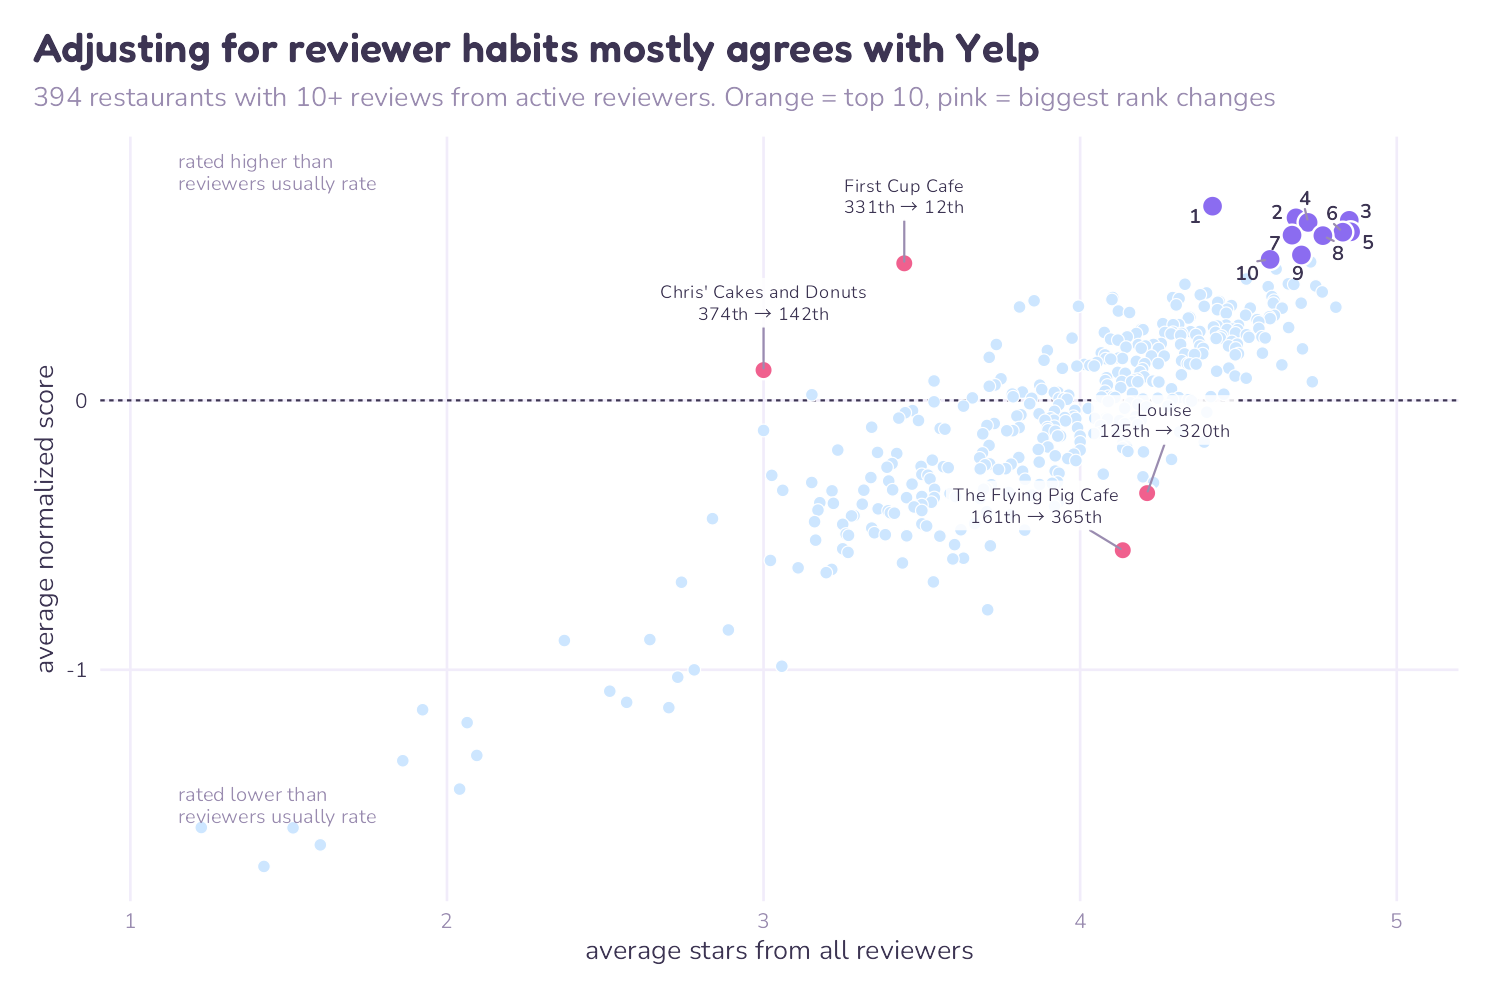 Adjusting for reviewer habits mostly agrees with Yelp
394 restaurants with 10+ reviews from active reviewers. Orange = top 10, pink = biggest rank changes
rated higher than
reviewers usually rate
First Cup Cafe
331th → 12th
Chris' Cakes and Donuts
374th → 142th
1
2
4
6
3
7
5
8
10
9
Louise
125th → 320th
The Flying Pig Cafe
161th → 365th
rated lower than
reviewers usually rate
average normalized score
0
-1
1
2
3
4
5
average stars from all reviewers